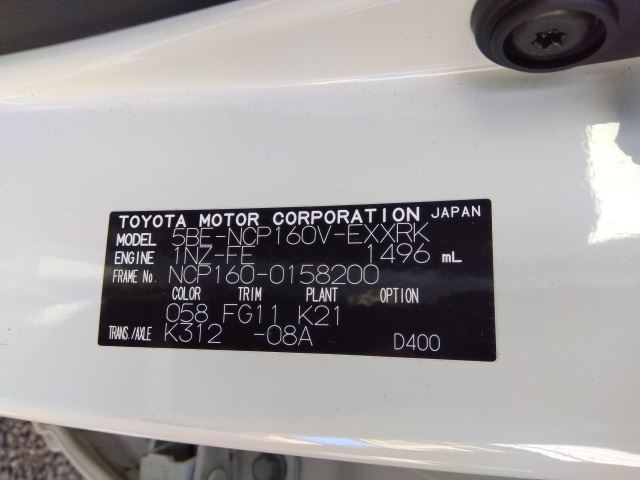 TOYOTA MOTOR CORPORATION JAPAN
MODEL 5BE-NCP160V-EXXRK
ENGINE 1NZ-FE 1496 mL
FRAME No. NCP160-0158200
COLOR TRIM PLANT OPTION
058 FG11 K21
TRANS./AXLE K312 -08A D400